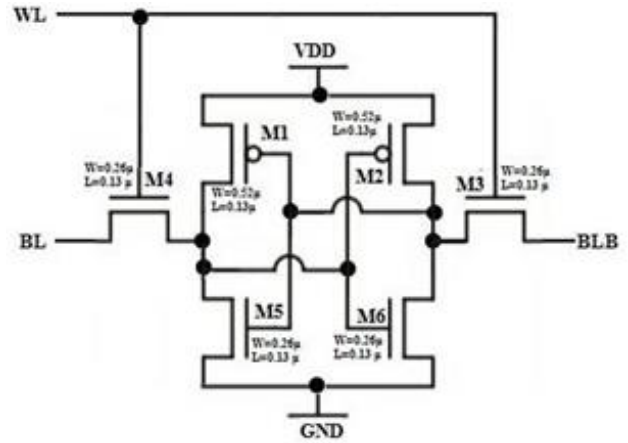 WL
VDD
W=0.52μ
L=0.13μ
M1
M2
W=0.26μ
L=0.13 μ
M4
W=0.52μ
L=0.13μ
M3
W=0.26μ
L=0.13 μ
BL
BLB
M5
W=0.26μ
L=0.13 μ
M6
W=0.26μ
L=0.13 μ
GND